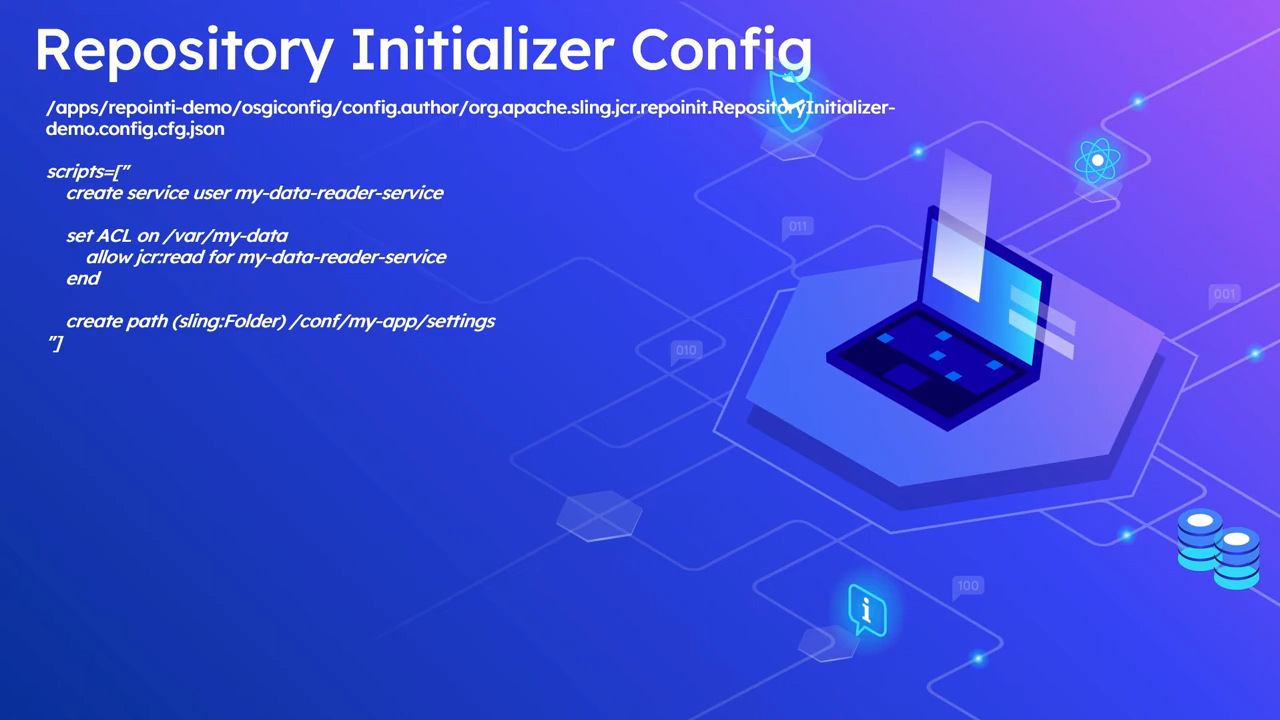 Repository Initializer Config
/apps/repointi-demo/osgiconfig/config.author/org.apache.sling.jcr.repoinit.RepositoryInitializer-
demo.config.cfg.json
scripts=["
create service user my-data-reader-service
set ACL on /var/my-data
allow jcr:read for my-data-reader-service
end
create path (sling:Folder) /conf/my-app/settings
"]
011
001
010
100
i